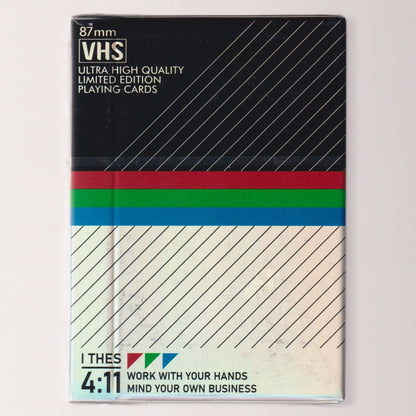 87mm
VHS
ULTRA HIGH QUALITY
LIMITED EDITION
PLAYING CARDS
I THES
4:11
WORK WITH YOUR HANDS
MIND YOUR OWN BUSINESS